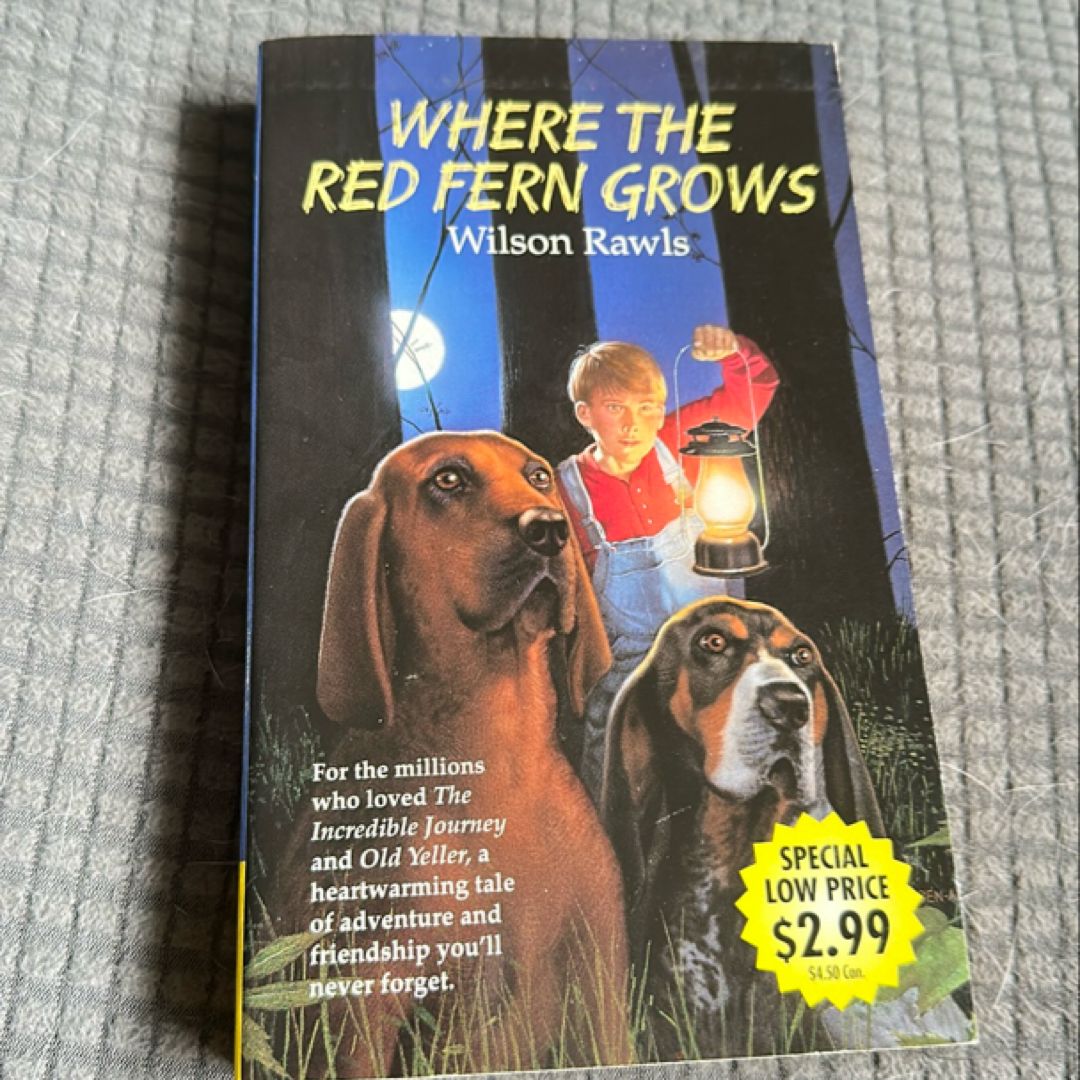 WHERE THE
RED FERN GROWS
Wilson Rawls
For the millions
who loved The
Incredible Journey
and Old Yeller, a
heartwarming tale
of adventure and
friendship you'll
never forget.
SPECIAL
LOW PRICE
$2.99
$4.50 Can.